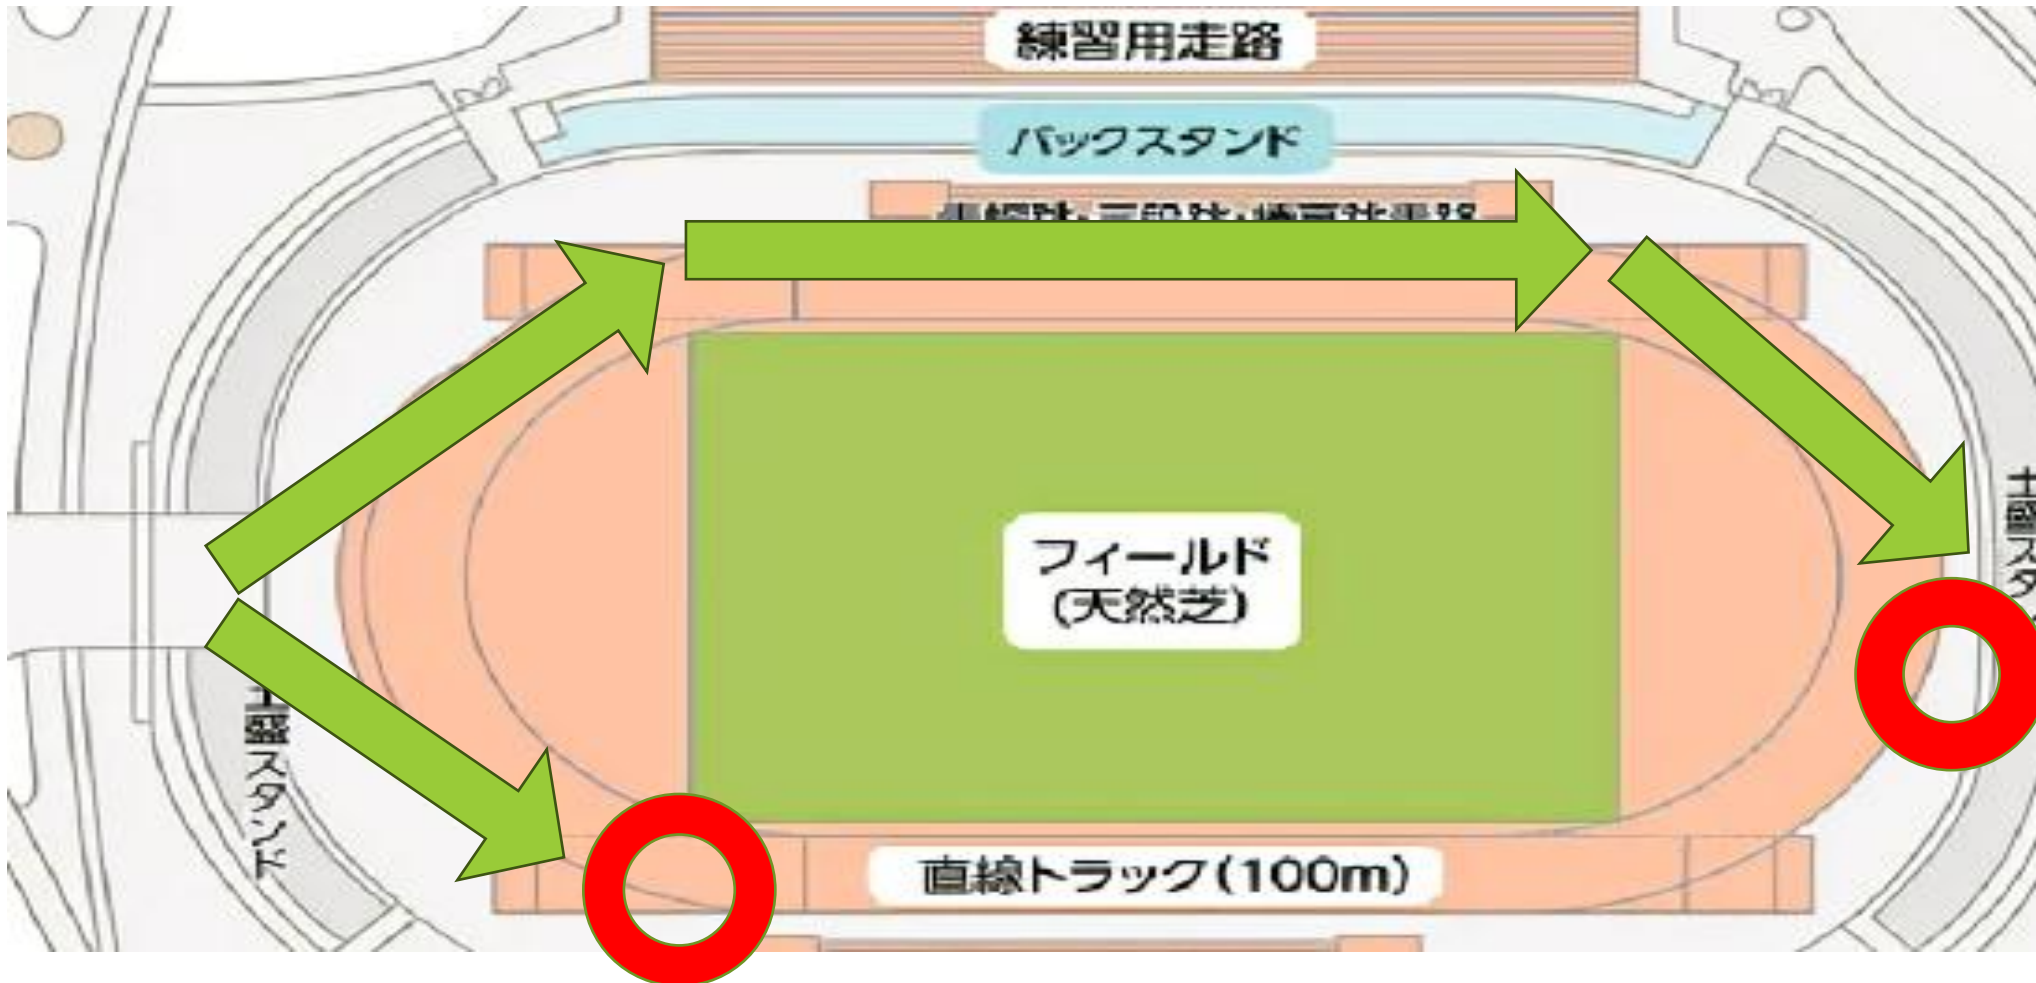 練習用走路
バックスタンド
フィールド
(天然芝)
土盛スタンド
直線トラック(100m)